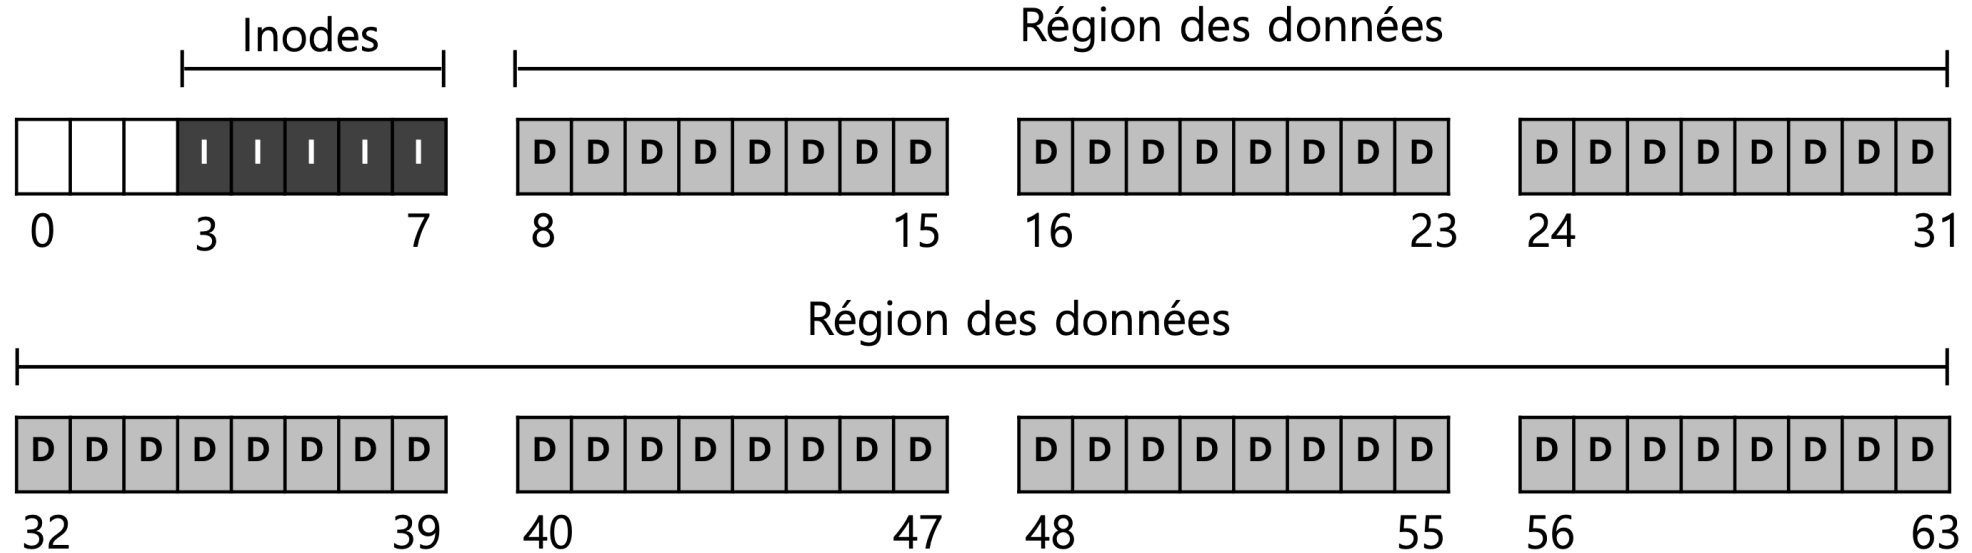 Inodes
Région des données
I I I I I D D D D D D D D D D D D D D D D D D D D D D D D
0 3 7 8 15 16 23 24 31
Région des données
D D D D D D D D D D D D D D D D D D D D D D D D D D D D D D D D
32 39 40 47 48 55 56 63